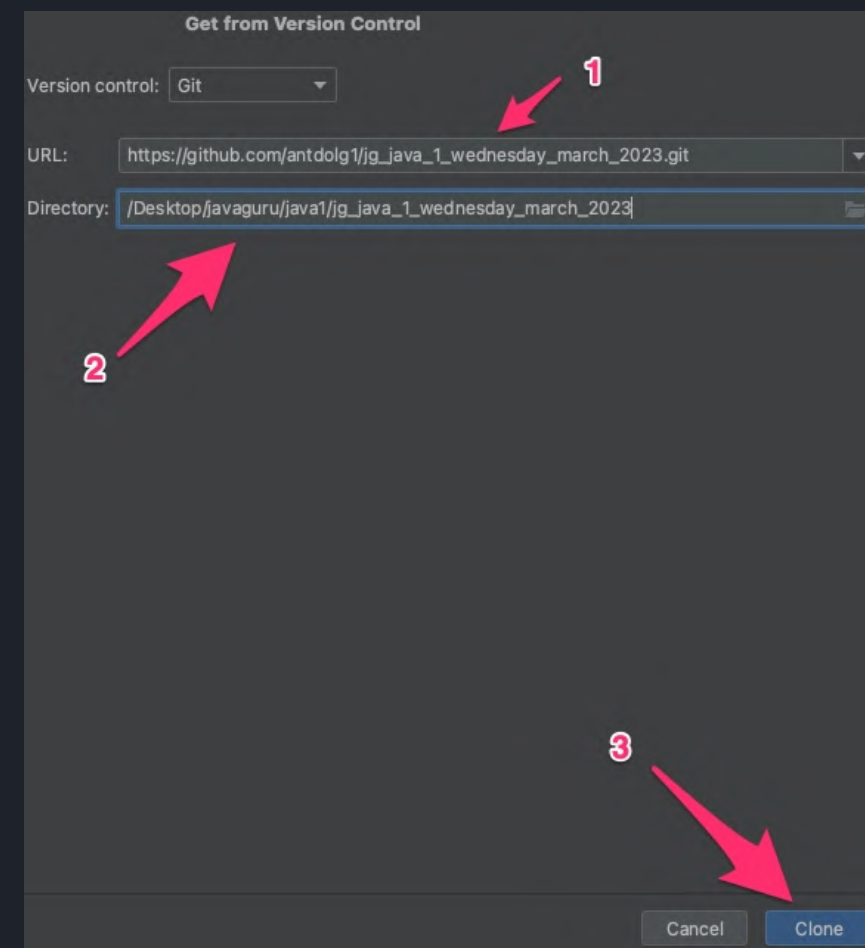 Get from Version Control
1
Version control: Git
URL: https://github.com/antdolg1/jg_java_1_wednesday_march_2023.git
Directory: /Desktop/javaguru/java1/jg_java_1_wednesday_march_2023
2
3
Cancel Clone